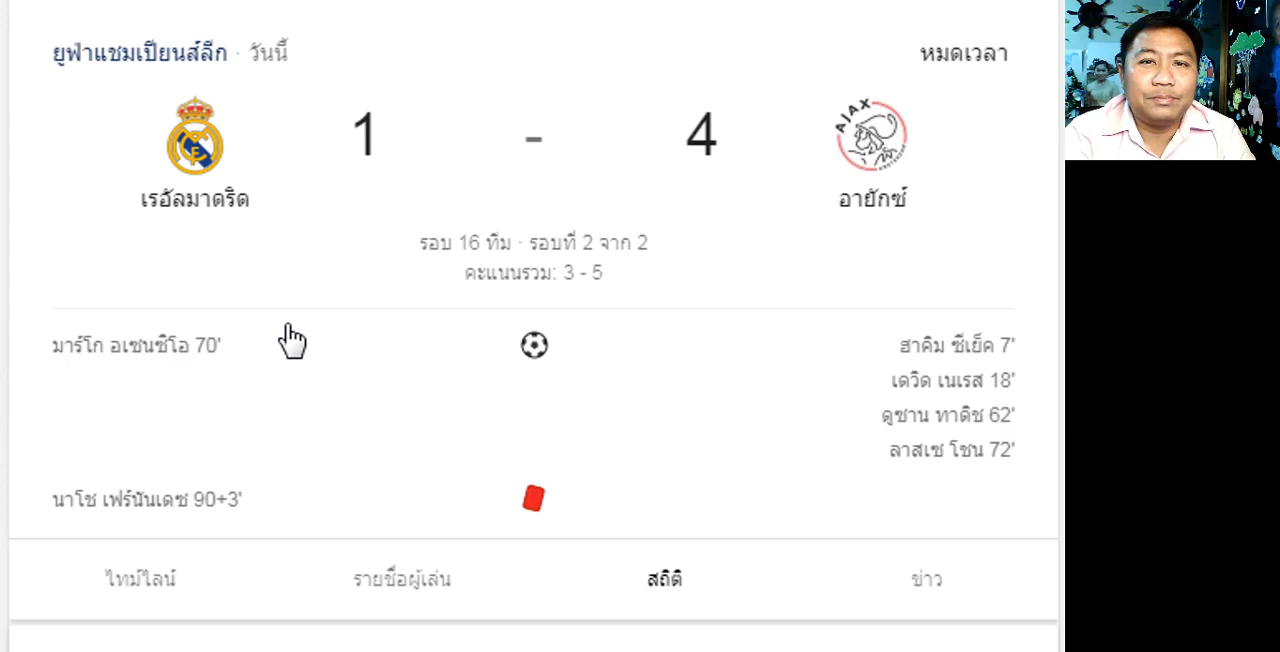 ยูฟ่าแชมเปียนส์ลีก · วันนี้
หมดเวลา
1 - 4
AJAX
เรอัลมาดริด
อายักซ์
รอบ 16 ทีม · รอบที่ 2 จาก 2
คะแนนรวม: 3 - 5
มาร์โก อเซนซิโอ 70'
ฮาคิม ซีเย็ค 7'
เดวิด เนเรส 18'
ดูซาน ทาดิช 62'
ลาสเซ โชน 72'
นาโช เฟร์นันเดซ 90+3'
ไทม์ไลน์
รายชื่อผู้เล่น
สถิติ
ข่าว